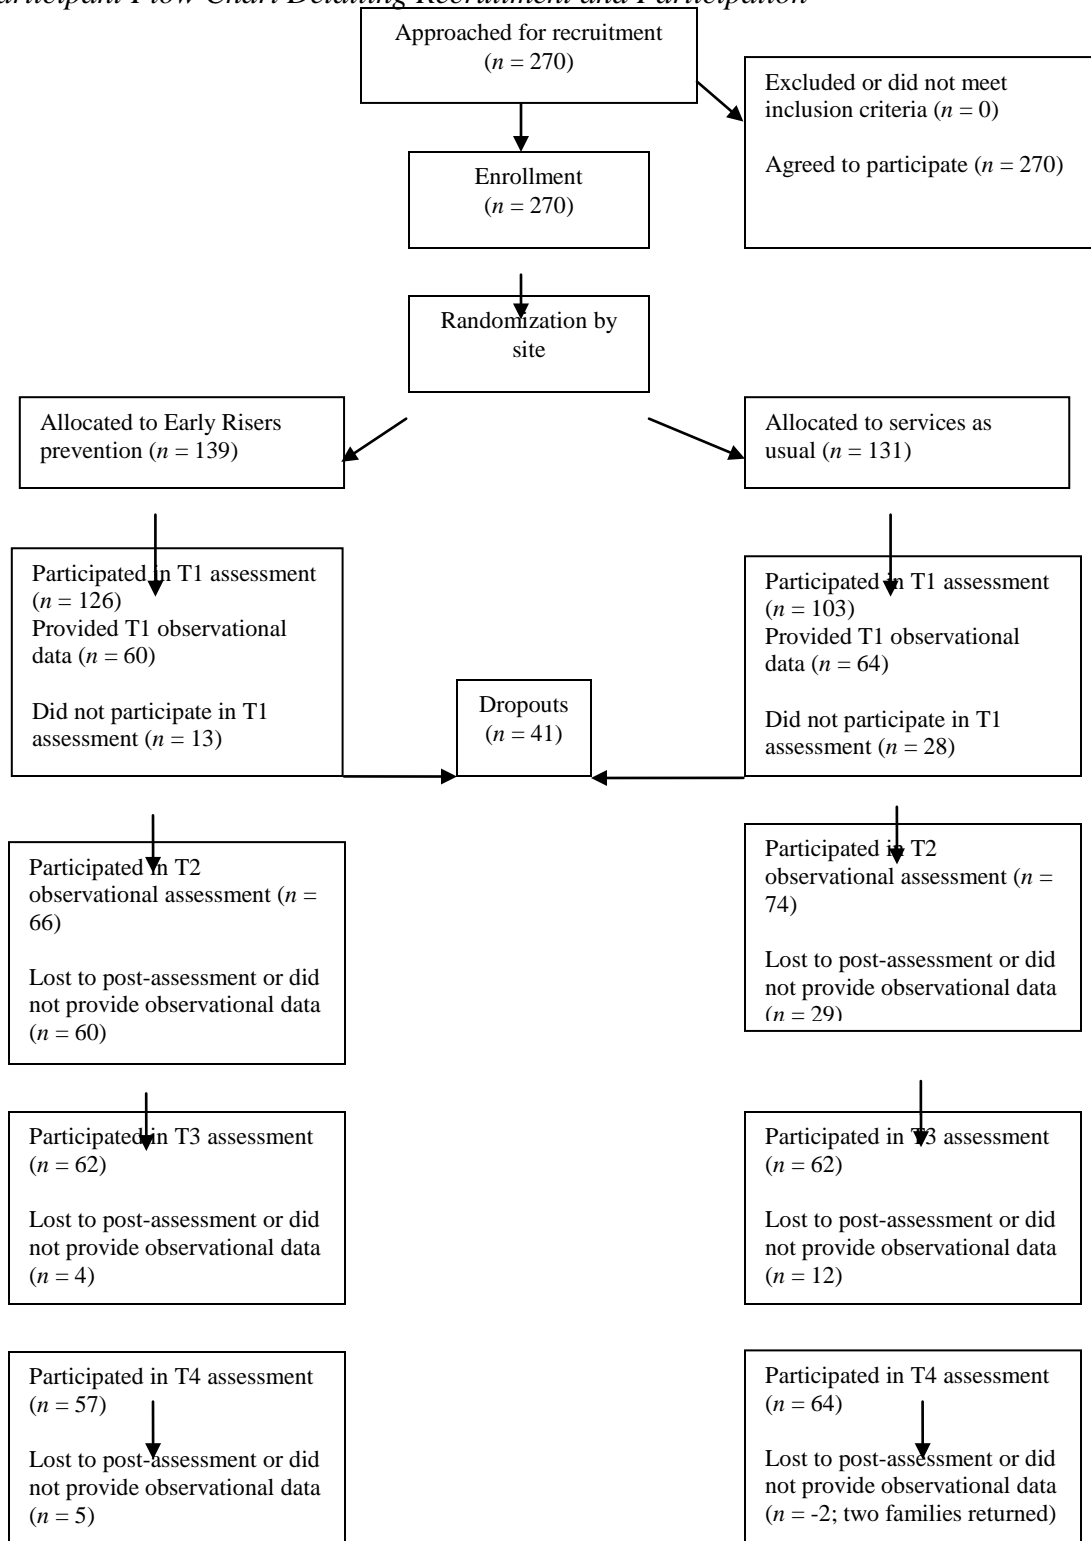 Participant Flow Chart Detailing Recruitment and Participation
Approached for recruitment
(n = 270)
Excluded or did not meet
inclusion criteria (n = 0)
Agreed to participate (n = 270)
Enrollment
(n = 270)
Randomization by
site
Allocated to Early Risers
prevention (n = 139)
Allocated to services as
usual (n = 131)
Participated in T1 assessment
(n = 126)
Provided T1 observational
data (n = 60)
Did not participate in T1
assessment (n = 13)
Participated in T1 assessment
(n = 103)
Provided T1 observational
data (n = 64)
Did not participate in T1
assessment (n = 28)
Dropouts
(n = 41)
Participated in T2
observational assessment (n =
66)
Lost to post-assessment or did
not provide observational data
(n = 60)
Participated in T2
observational assessment (n =
74)
Lost to post-assessment or did
not provide observational data
(n = 29)
Participated in T3 assessment
(n = 62)
Lost to post-assessment or did
not provide observational data
(n = 4)
Participated in T3 assessment
(n = 62)
Lost to post-assessment or did
not provide observational data
(n = 12)
Participated in T4 assessment
(n = 57)
Lost to post-assessment or did
not provide observational data
(n = 5)
Participated in T4 assessment
(n = 64)
Lost to post-assessment or did
not provide observational data
(n = -2; two families returned)